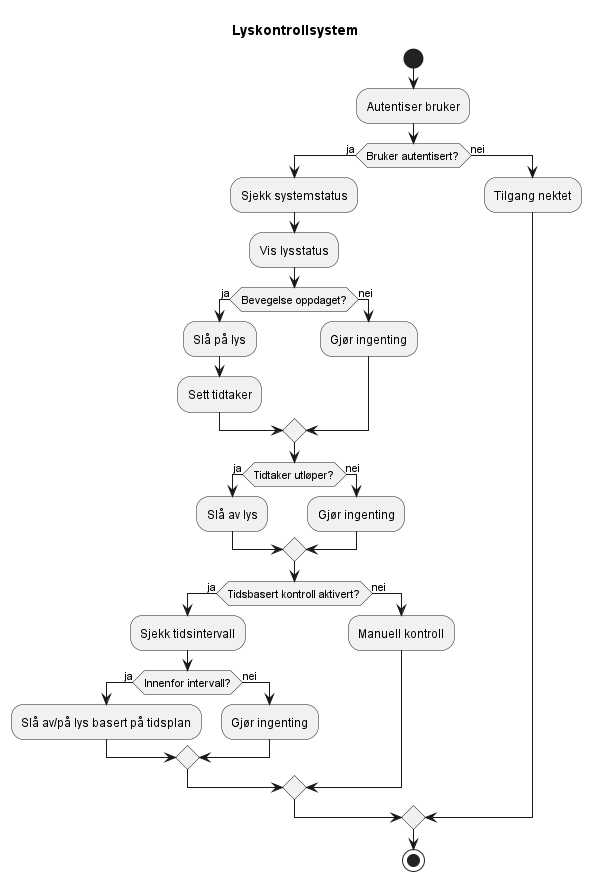 Lyskontrollsystem
Autentiser bruker
Bruker autentisert?
ja
nei
Sjekk systemstatus
Tilgang nektet
Vis lysstatus
Bevegelse oppdaget?
ja
nei
Slå på lys
Gjør ingenting
Sett tidtaker
Tidtaker utløper?
ja
nei
Slå av lys
Gjør ingenting
Tidsbasert kontroll aktivert?
ja
nei
Sjekk tidsintervall
Manuell kontroll
Innenfor intervall?
ja
nei
Slå av/på lys basert på tidsplan
Gjør ingenting